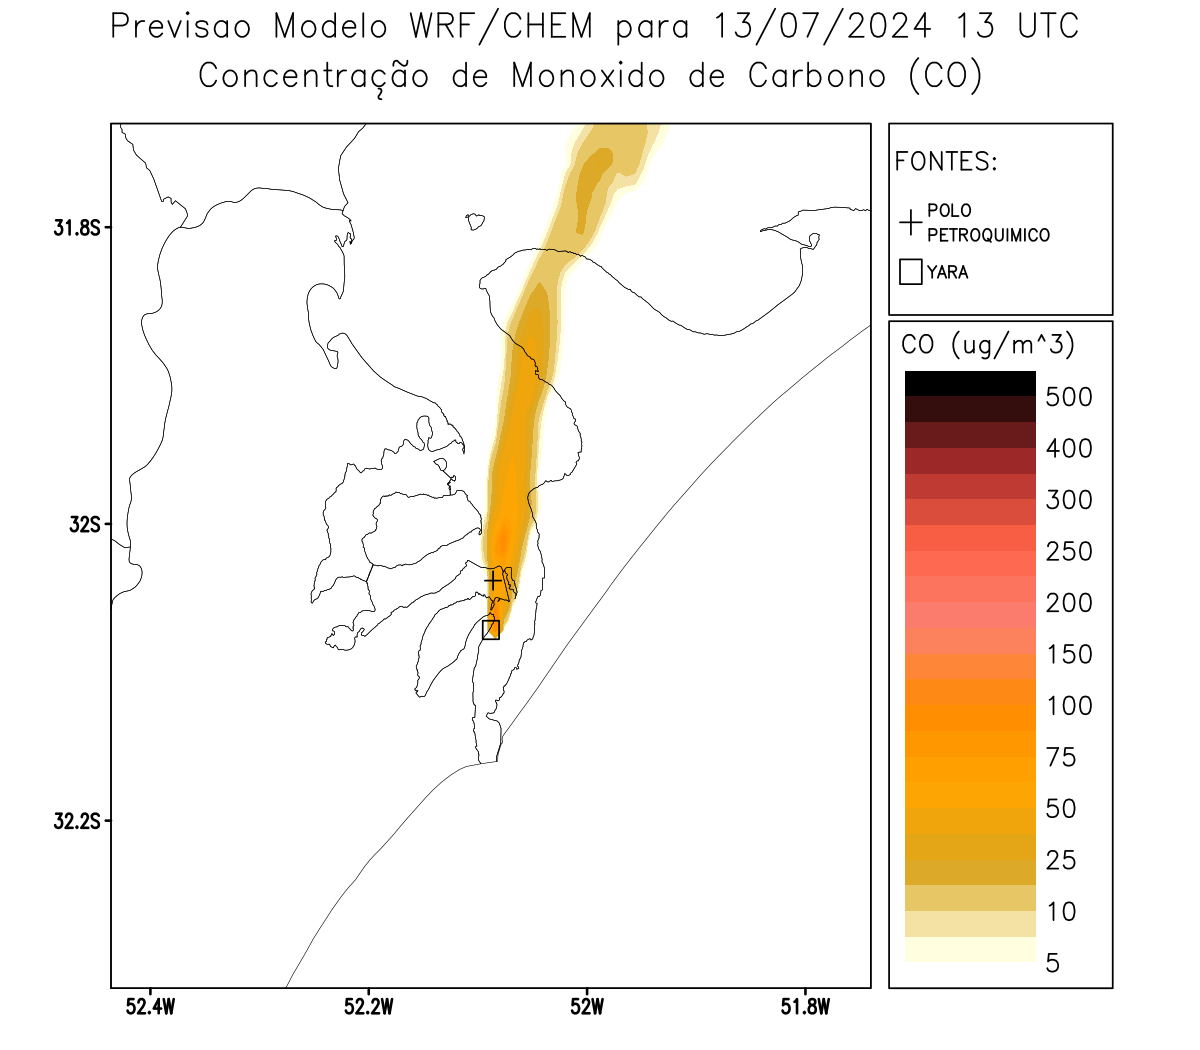 Previsao Modelo WRF/CHEM para 13/07/2024 13 UTC
Concentração de Monoxido de Carbono (CO)
FONTES:
POLO
PETROQUIMICO
YARA
CO (ug/m^3)
500
400
300
250
200
150
100
75
50
25
10
5
31.8S
32S
32.2S
52.4W
52.2W
52W
51.8W